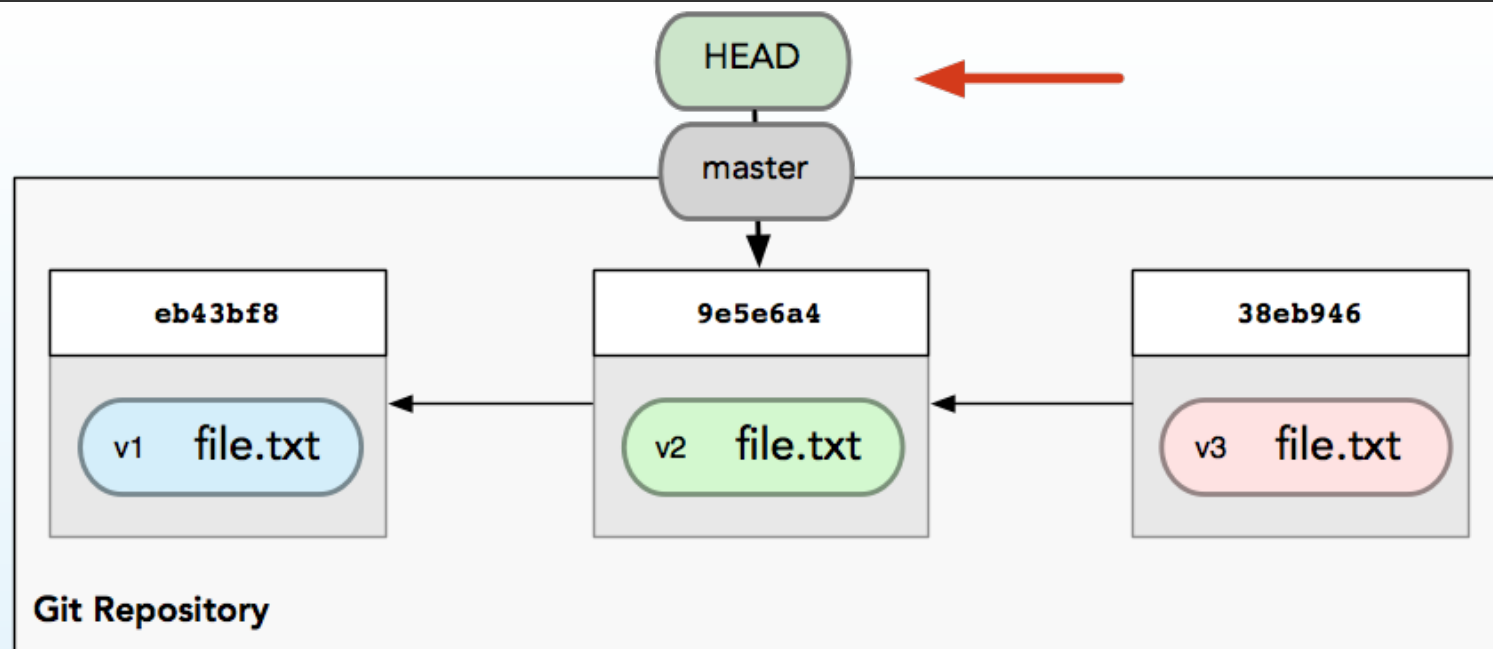 HEAD
master
eb43bf8
9e5e6a4
38eb946
v1 file.txt
v2 file.txt
v3 file.txt
Git Repository